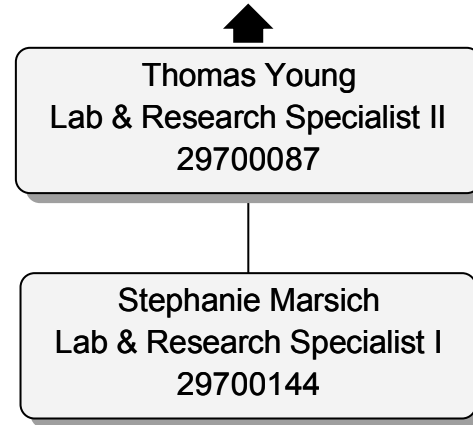 Thomas Young
Lab & Research Specialist II
29700087
Stephanie Marsich
Lab & Research Specialist I
29700144